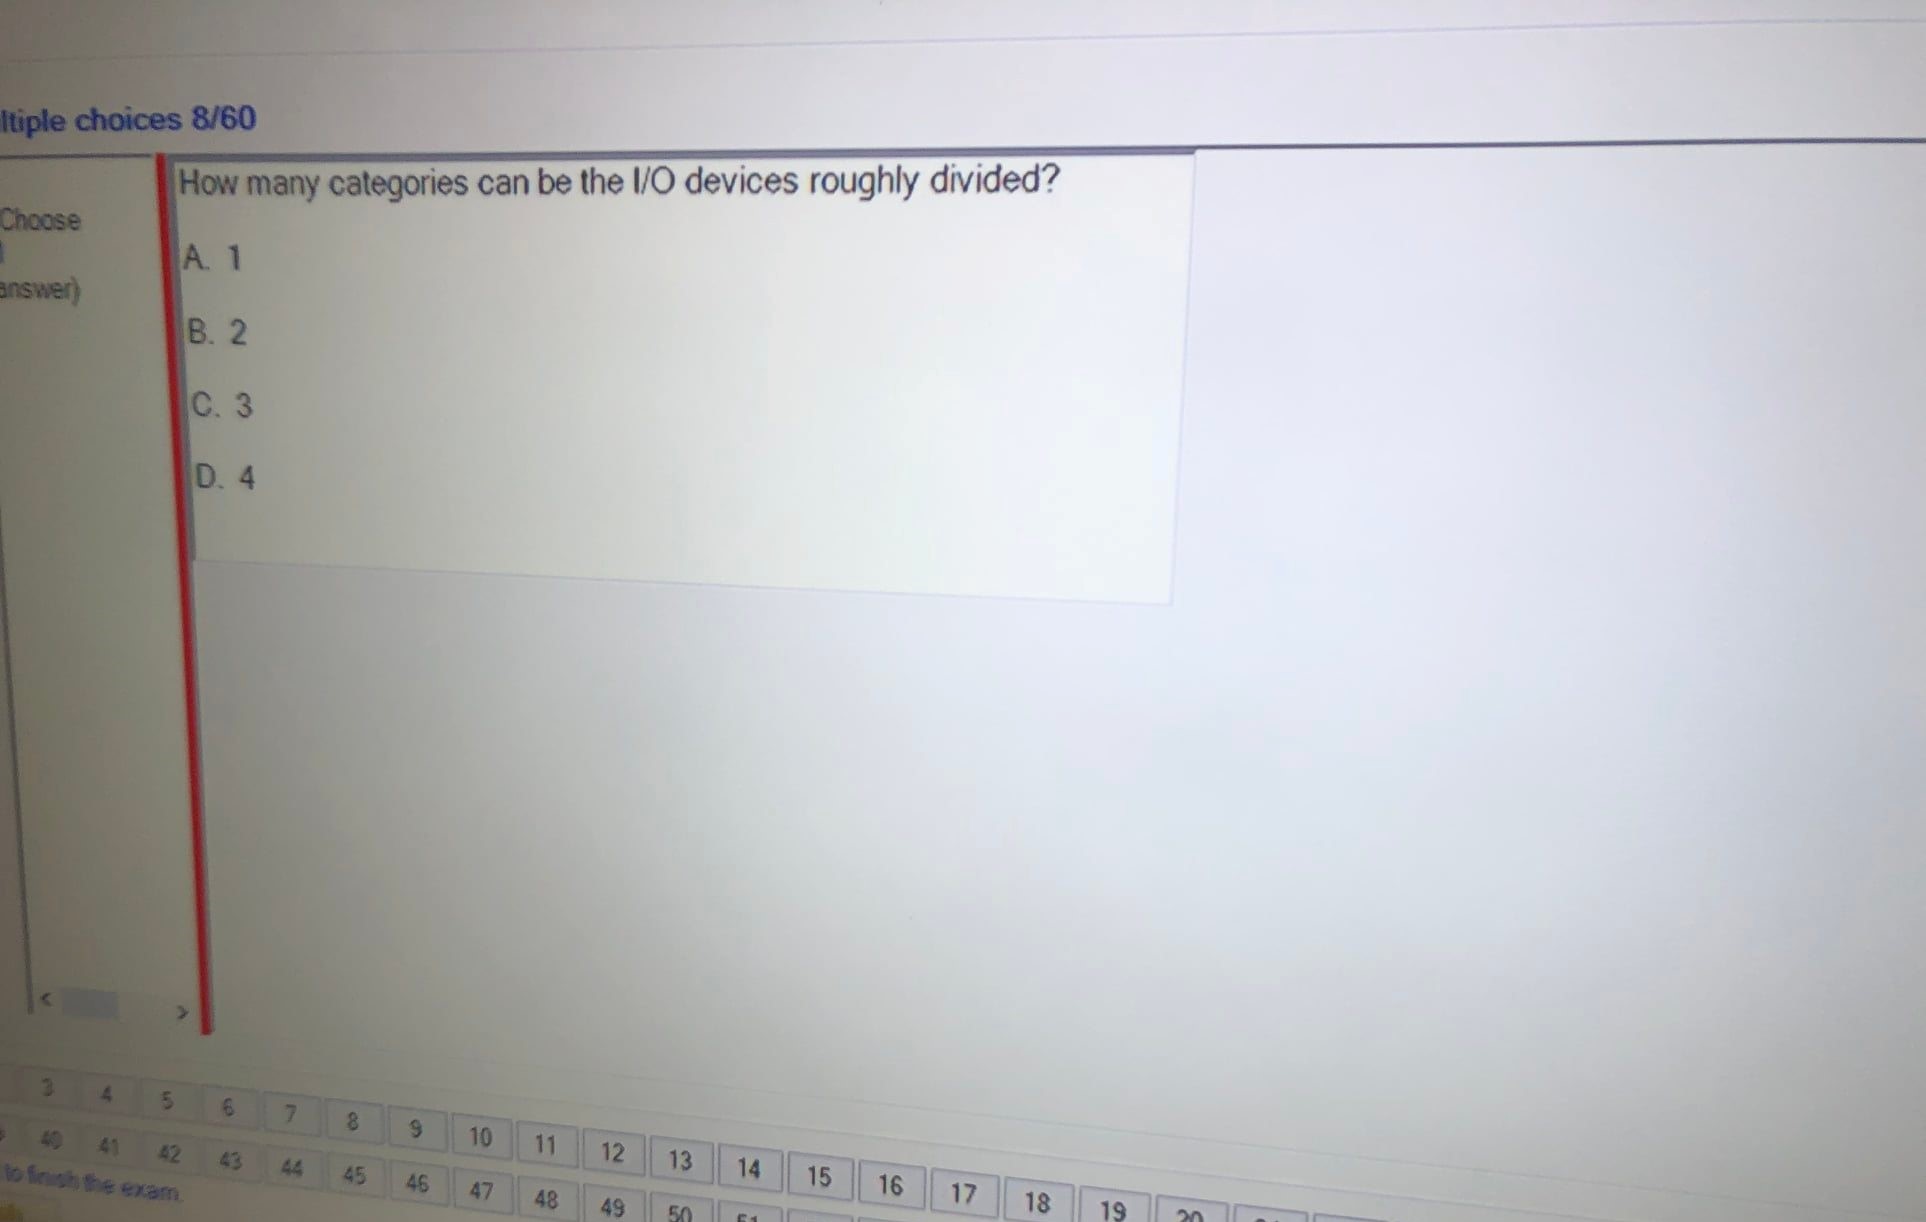 ltiple choices 8/60
Choose
answer)
How many categories can be the I/O devices roughly divided?
A. 1
B. 2
C. 3
D. 4
< >
3 4 5 6 7 8 9 10 11 12 13 14 15 16 17 18 19 20
40 41 42 43 44 45 46 47 48 49 50 51
to finish the exam.